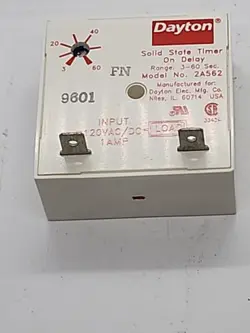 Dayton
Solid State Timer
On Delay
Range: 3-60 Sec.
Model No. 2A562
Manufactured for
Dayton Elec. Mfg. Co.
Niles, IL 60714 USA
20
40
3
60
FN
9601
INPUT
120VAC/DC
LOAD
1AMP